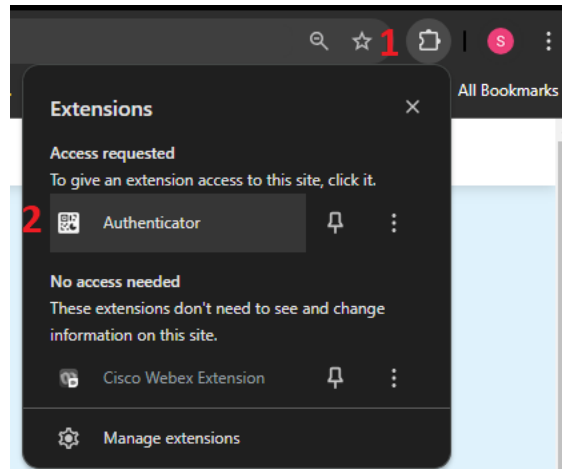 1
S
All Bookmarks
Extensions
Access requested
To give an extension access to this site, click it.
2
Authenticator
No access needed
These extensions don't need to see and change
information on this site.
Cisco Webex Extension
Manage extensions